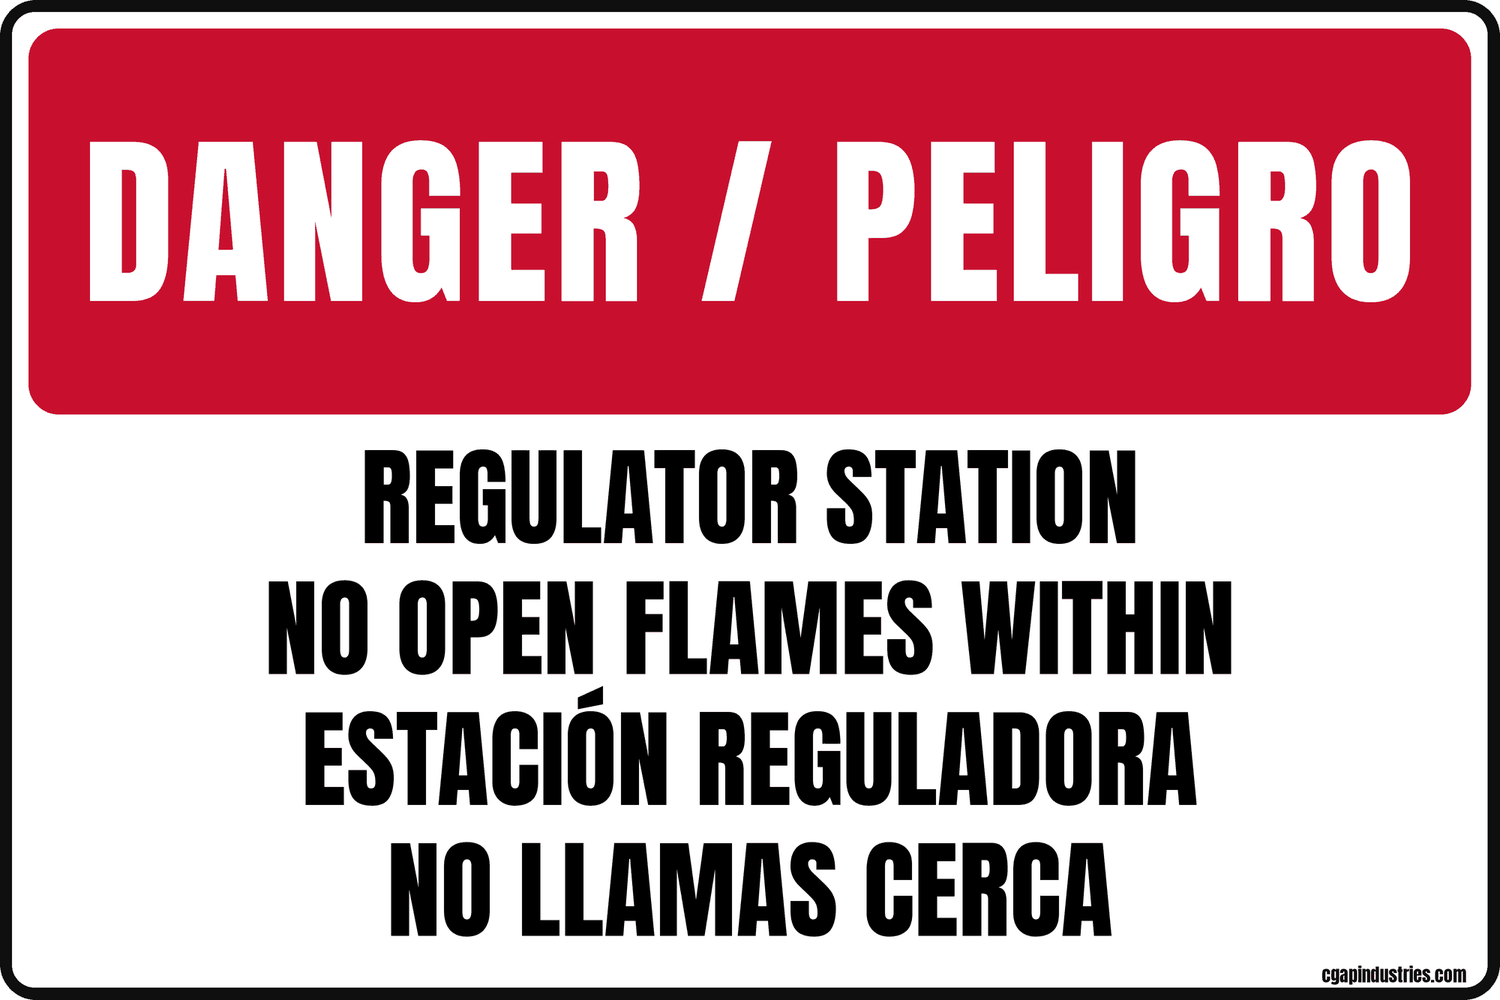 DANGER / PELIGRO
REGULATOR STATION
NO OPEN FLAMES WITHIN
ESTACIÓN REGULADORA
NO LLAMAS CERCA
cgapindustries.com